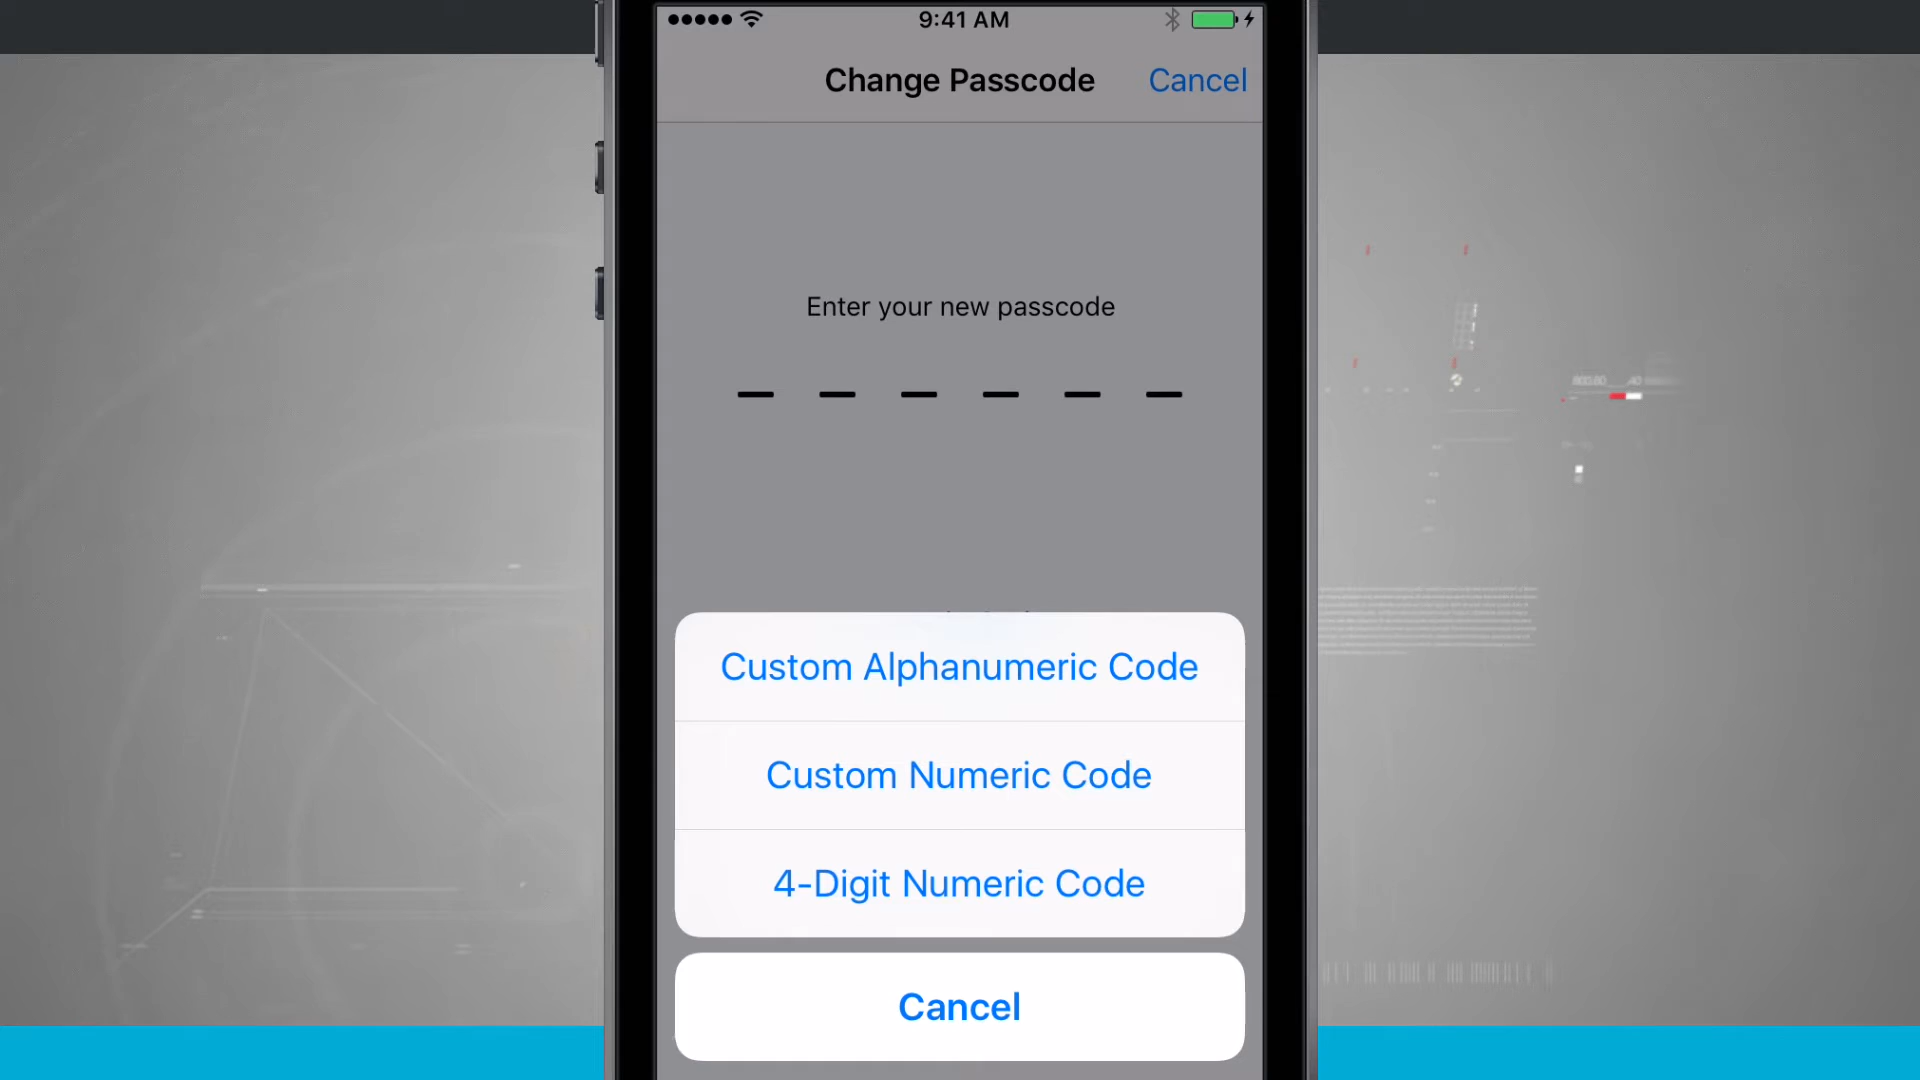 9:41 AM
Change Passcode
Cancel
Enter your new passcode
Custom Alphanumeric Code
Custom Numeric Code
4-Digit Numeric Code
Cancel